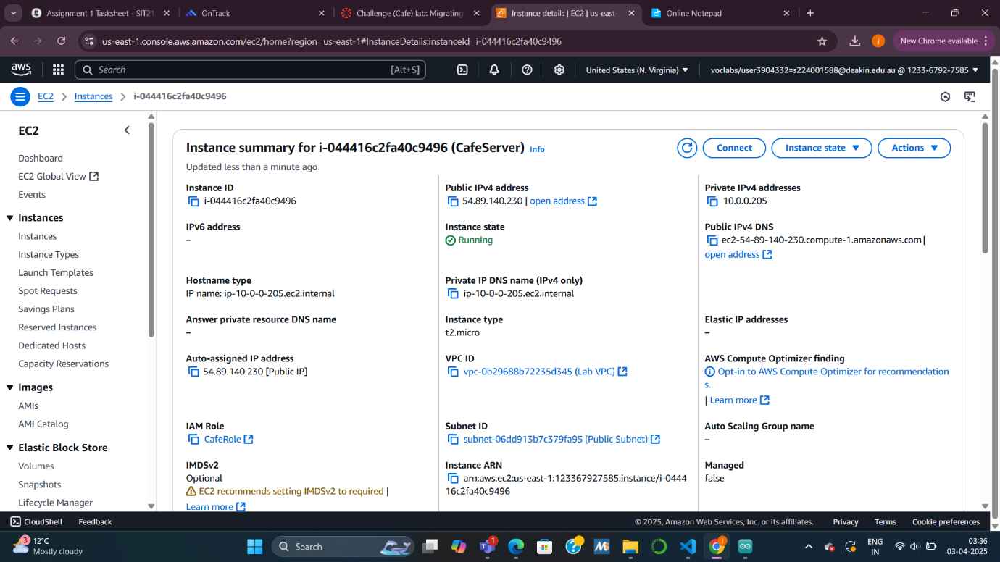 Assignment 1 Tasksheet - SIT21
OnTrack
Challenge (Cafe) lab: Migrating
Instance details | EC2 | us-east-1
Online Notepad
us-east-1.console.aws.amazon.com/ec2/home?region=us-east-1#InstanceDetails:instanceId=i-044416c2fa40c9496
j
New Chrome available
aws
Search
[Alt+S]
United States (N. Virginia)
voclabs/user3904332=s224001588@deakin.edu.au @ 1233-6792-7585
EC2
Instances
i-044416c2fa40c9496
EC2
Dashboard
EC2 Global View
Events
Instances
Instances
Instance Types
Launch Templates
Spot Requests
Savings Plans
Reserved Instances
Dedicated Hosts
Capacity Reservations
Images
AMIs
AMI Catalog
Elastic Block Store
Volumes
Snapshots
Lifecycle Manager
Instance summary for i-044416c2fa40c9496 (CafeServer) Info
Updated less than a minute ago
Connect
Instance state
Actions
Instance ID
i-044416c2fa40c9496
Public IPv4 address
54.89.140.230 | open address
Private IPv4 addresses
10.0.0.205
IPv6 address
–
Instance state
Running
Public IPv4 DNS
ec2-54-89-140-230.compute-1.amazonaws.com |
open address
Hostname type
IP name: ip-10-0-0-205.ec2.internal
Private IP DNS name (IPv4 only)
ip-10-0-0-205.ec2.internal
Answer private resource DNS name
–
Instance type
t2.micro
Elastic IP addresses
–
Auto-assigned IP address
54.89.140.230 [Public IP]
VPC ID
vpc-0b29688b72235d345 (Lab VPC)
AWS Compute Optimizer finding
Opt-in to AWS Compute Optimizer for recommendation
s.
| Learn more
IAM Role
CafeRole
Subnet ID
subnet-06dd913b7c379fa95 (Public Subnet)
Auto Scaling Group name
–
IMDSv2
Optional
EC2 recommends setting IMDSv2 to required |
Learn more
Instance ARN
arn:aws:ec2:us-east-1:123367927585:instance/i-0444
16c2fa40c9496
Managed
false
CloudShell
Feedback
© 2025, Amazon Web Services, Inc. or its affiliates.
Privacy
Terms
Cookie preferences
3
12°C
Mostly cloudy
Search
1
j
ENG
IN
03:36
03-04-2025